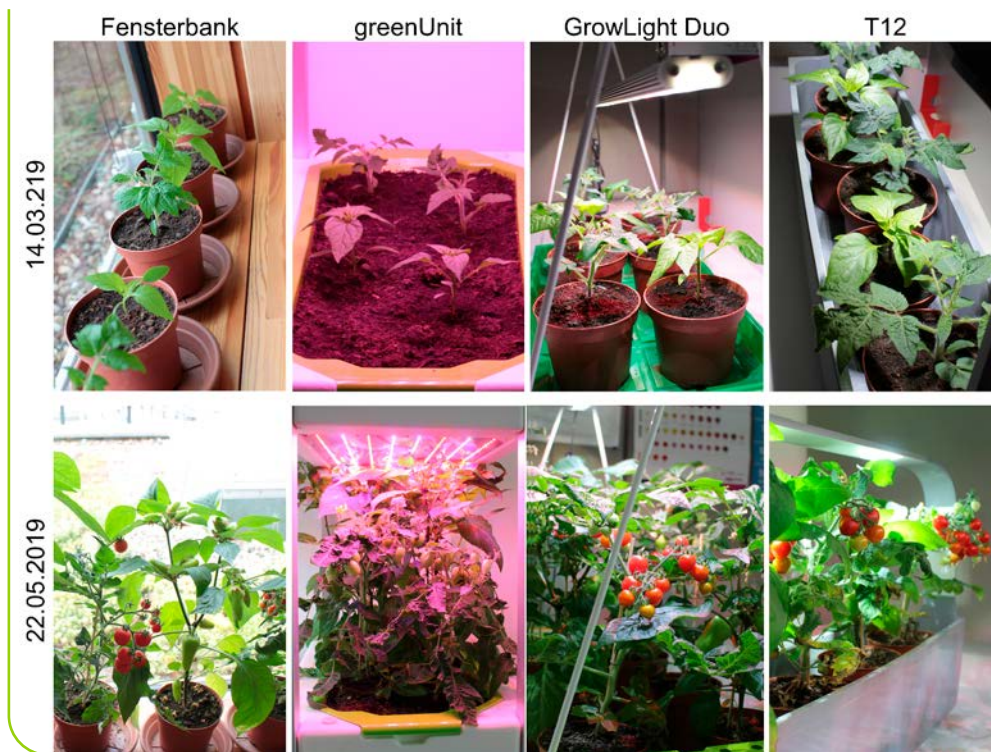 Fensterbank
greenUnit
GrowLight Duo
T12
14.03.219
22.05.2019